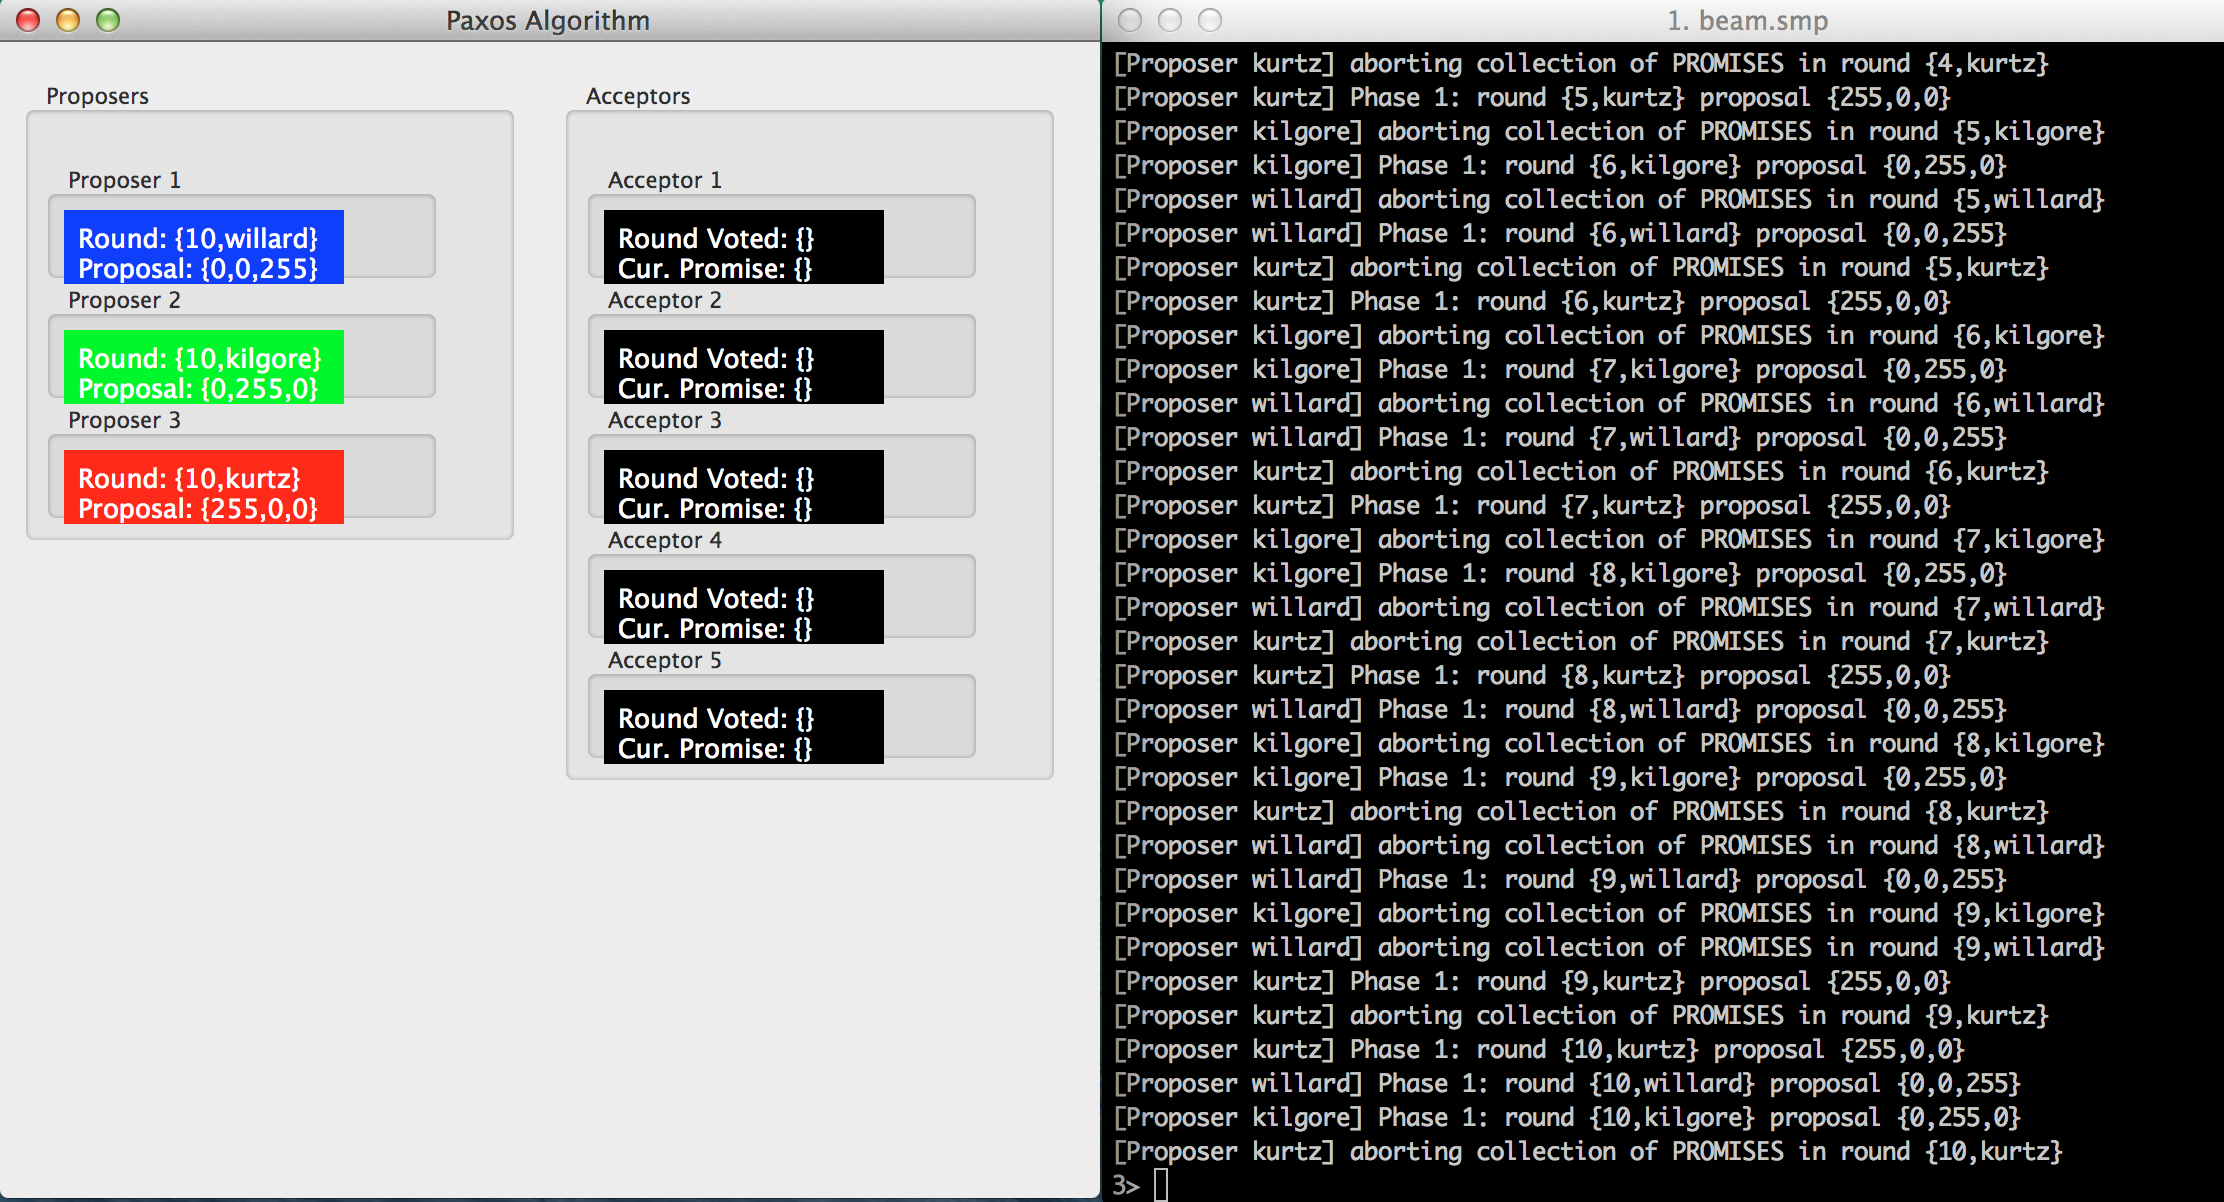 Paxos Algorithm
Proposers
Proposer 1
Round: {10,willard}
Proposal: {0,0,255}
Proposer 2
Round: {10,kilgore}
Proposal: {0,255,0}
Proposer 3
Round: {10,kurtz}
Proposal: {255,0,0}
Acceptors
Acceptor 1
Round Voted: {}
Cur. Promise: {}
Acceptor 2
Round Voted: {}
Cur. Promise: {}
Acceptor 3
Round Voted: {}
Cur. Promise: {}
Acceptor 4
Round Voted: {}
Cur. Promise: {}
Acceptor 5
Round Voted: {}
Cur. Promise: {}
1. beam.smp
[Proposer kurtz] aborting collection of PROMISES in round {4,kurtz}
[Proposer kurtz] Phase 1: round {5,kurtz} proposal {255,0,0}
[Proposer kilgore] aborting collection of PROMISES in round {5,kilgore}
[Proposer kilgore] Phase 1: round {6,kilgore} proposal {0,255,0}
[Proposer willard] aborting collection of PROMISES in round {5,willard}
[Proposer willard] Phase 1: round {6,willard} proposal {0,0,255}
[Proposer kurtz] aborting collection of PROMISES in round {5,kurtz}
[Proposer kurtz] Phase 1: round {6,kurtz} proposal {255,0,0}
[Proposer kilgore] aborting collection of PROMISES in round {6,kilgore}
[Proposer kilgore] Phase 1: round {7,kilgore} proposal {0,255,0}
[Proposer willard] aborting collection of PROMISES in round {6,willard}
[Proposer willard] Phase 1: round {7,willard} proposal {0,0,255}
[Proposer kurtz] aborting collection of PROMISES in round {6,kurtz}
[Proposer kurtz] Phase 1: round {7,kurtz} proposal {255,0,0}
[Proposer kilgore] aborting collection of PROMISES in round {7,kilgore}
[Proposer kilgore] Phase 1: round {8,kilgore} proposal {0,255,0}
[Proposer willard] aborting collection of PROMISES in round {7,willard}
[Proposer kurtz] aborting collection of PROMISES in round {7,kurtz}
[Proposer kurtz] Phase 1: round {8,kurtz} proposal {255,0,0}
[Proposer willard] Phase 1: round {8,willard} proposal {0,0,255}
[Proposer kilgore] aborting collection of PROMISES in round {8,kilgore}
[Proposer kilgore] Phase 1: round {9,kilgore} proposal {0,255,0}
[Proposer kurtz] aborting collection of PROMISES in round {8,kurtz}
[Proposer willard] aborting collection of PROMISES in round {8,willard}
[Proposer willard] Phase 1: round {9,willard} proposal {0,0,255}
[Proposer kilgore] aborting collection of PROMISES in round {9,kilgore}
[Proposer willard] aborting collection of PROMISES in round {9,willard}
[Proposer kurtz] Phase 1: round {9,kurtz} proposal {255,0,0}
[Proposer kurtz] aborting collection of PROMISES in round {9,kurtz}
[Proposer kurtz] Phase 1: round {10,kurtz} proposal {255,0,0}
[Proposer willard] Phase 1: round {10,willard} proposal {0,0,255}
[Proposer kilgore] Phase 1: round {10,kilgore} proposal {0,255,0}
[Proposer kurtz] aborting collection of PROMISES in round {10,kurtz}
3>